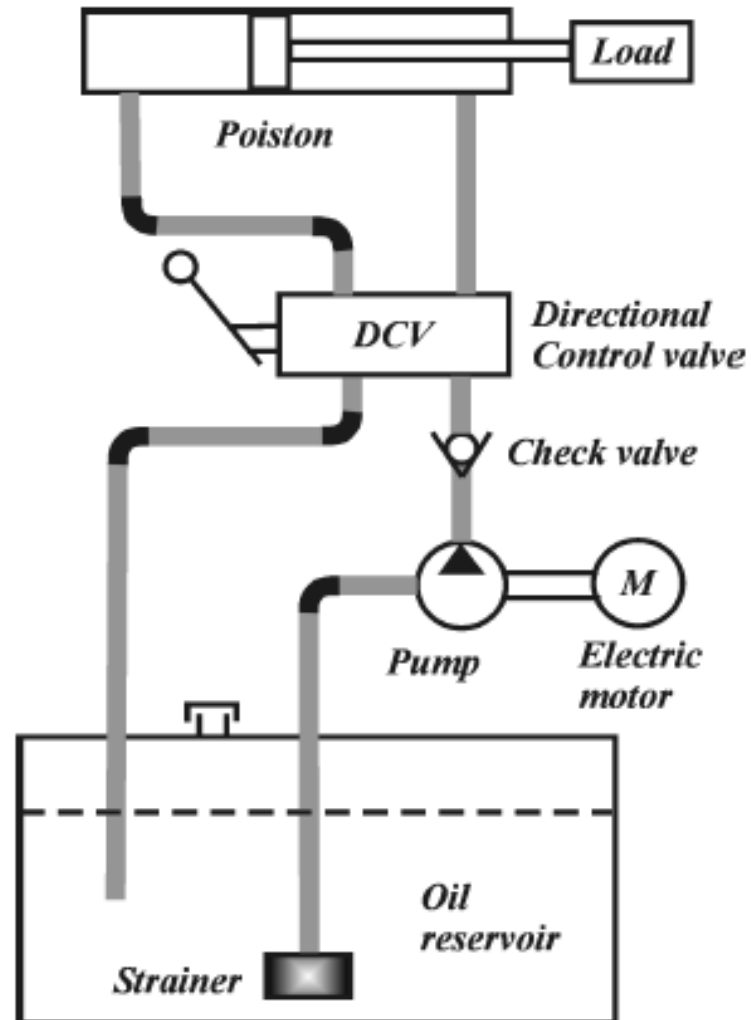 Load
Poiston
DCV
Directional
Control valve
Check valve
M
Pump
Electric
motor
Oil
reservoir
Strainer